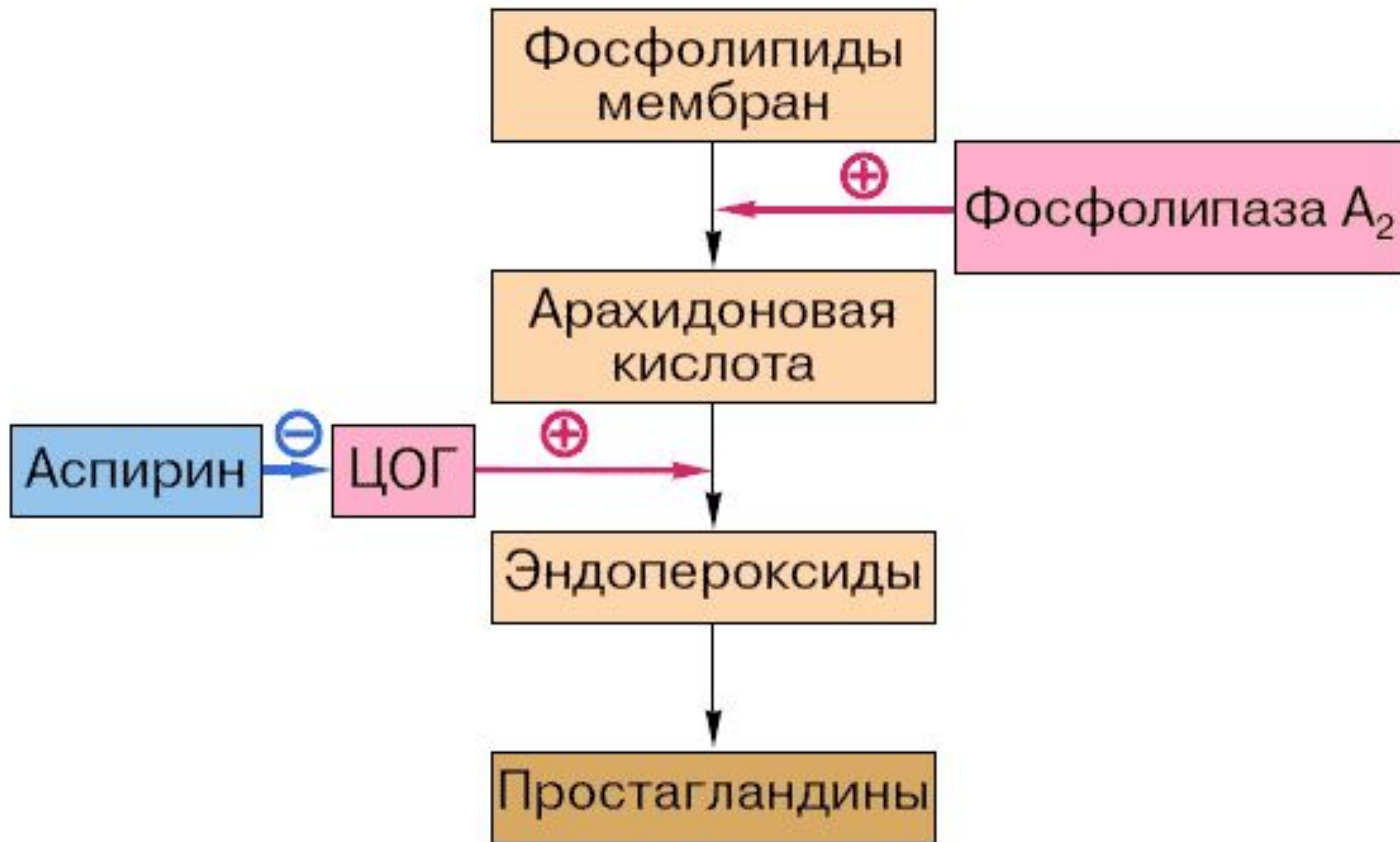 Фосфолипиды
мембран
⊕
Фосфолипаза А₂
Арахидоновая
кислота
Аспирин
⊖
ЦОГ
⊕
Эндопероксиды
Простагландины